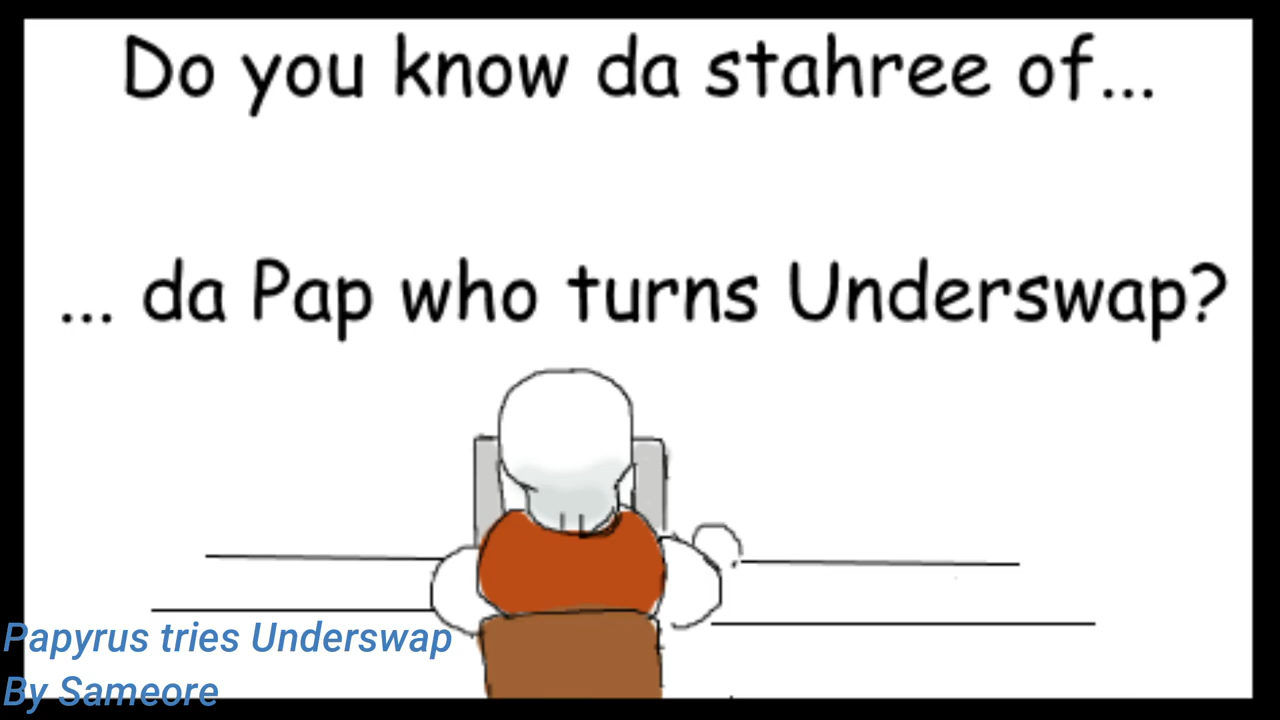 Do you know da stahree of...
... da Pap who turns Underswap?
Papyrus tries Underswap
By Sameore